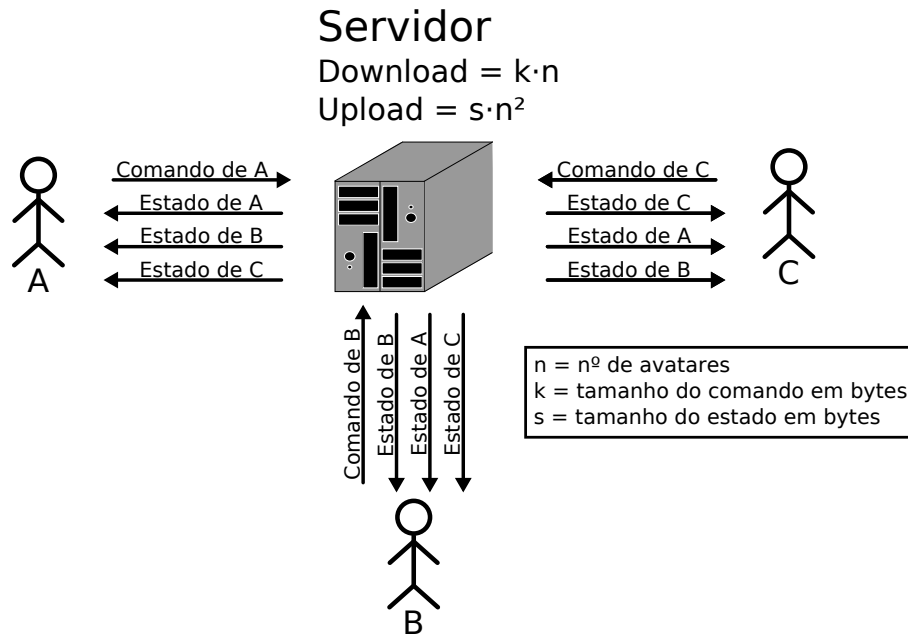 Servidor
Download = k·n
Upload = s·n²
Comando de A
Estado de A
Estado de B
Estado de C
A
Comando de C
Estado de C
Estado de A
Estado de B
C
Comando de B
Estado de B
Estado de A
Estado de C
B
n = nº de avatares
k = tamanho do comando em bytes
s = tamanho do estado em bytes